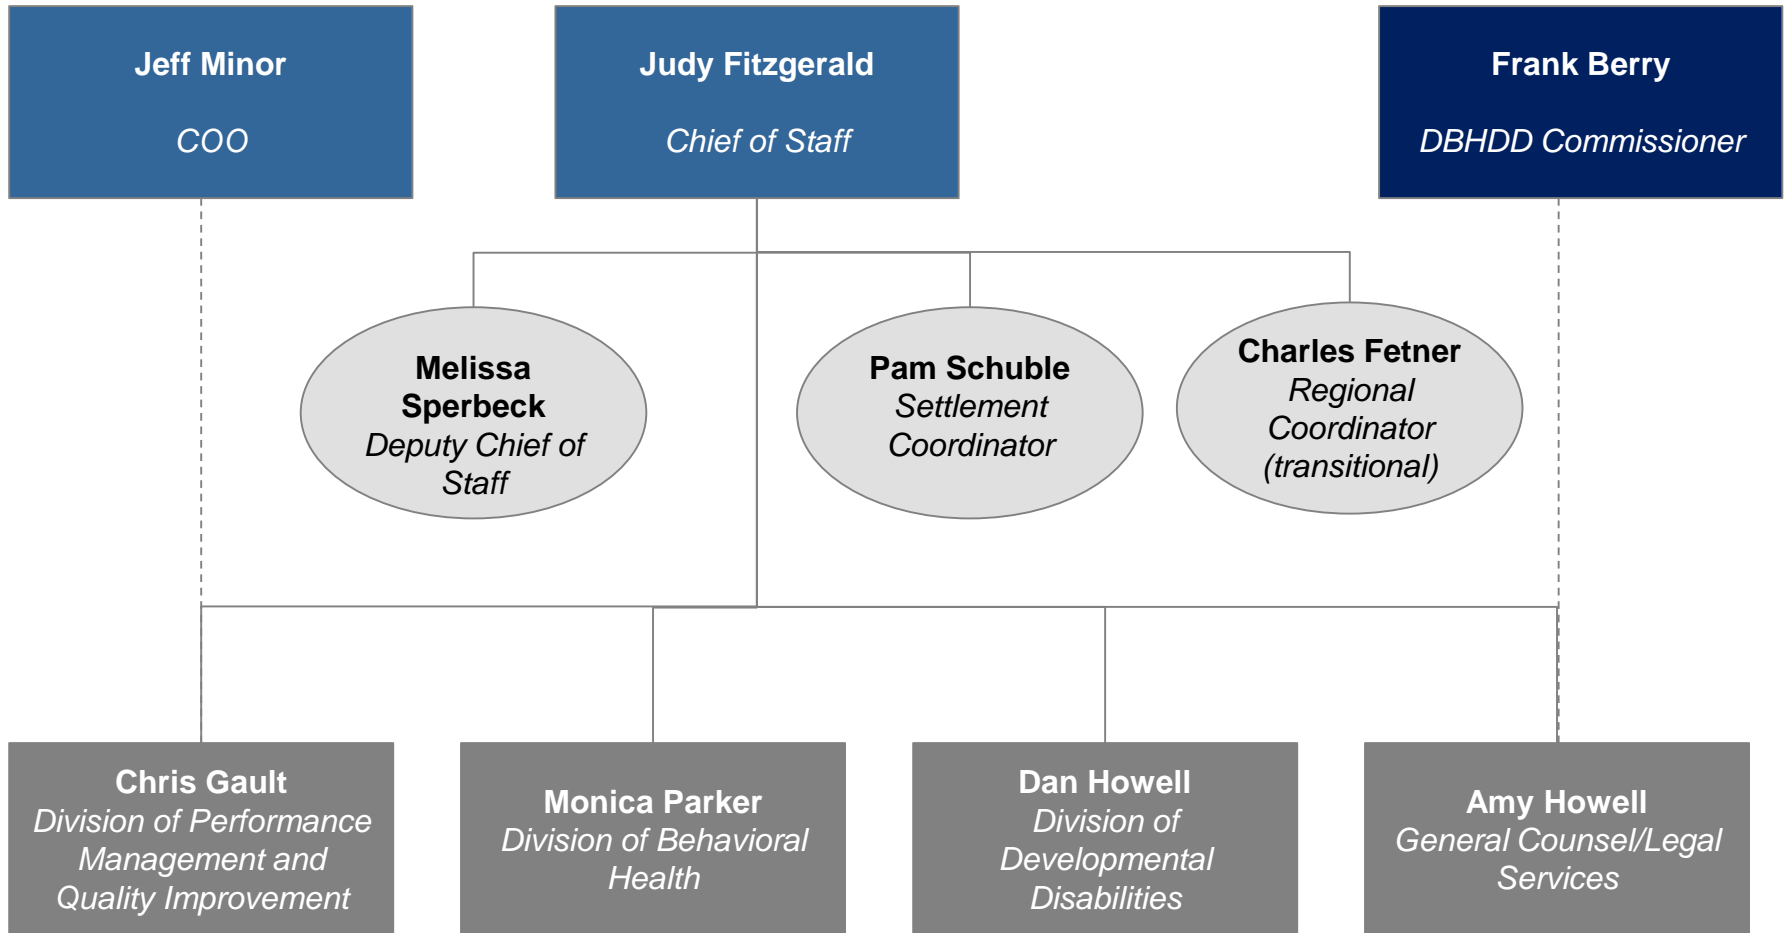 Jeff Minor
COO
Judy Fitzgerald
Chief of Staff
Frank Berry
DBHDD Commissioner
Melissa
Sperbeck
Deputy Chief of
Staff
Pam Schuble
Settlement
Coordinator
Charles Fetner
Regional
Coordinator
(transitional)
Chris Gault
Division of Performance
Management and
Quality Improvement
Monica Parker
Division of Behavioral
Health
Dan Howell
Division of
Developmental
Disabilities
Amy Howell
General Counsel/Legal
Services